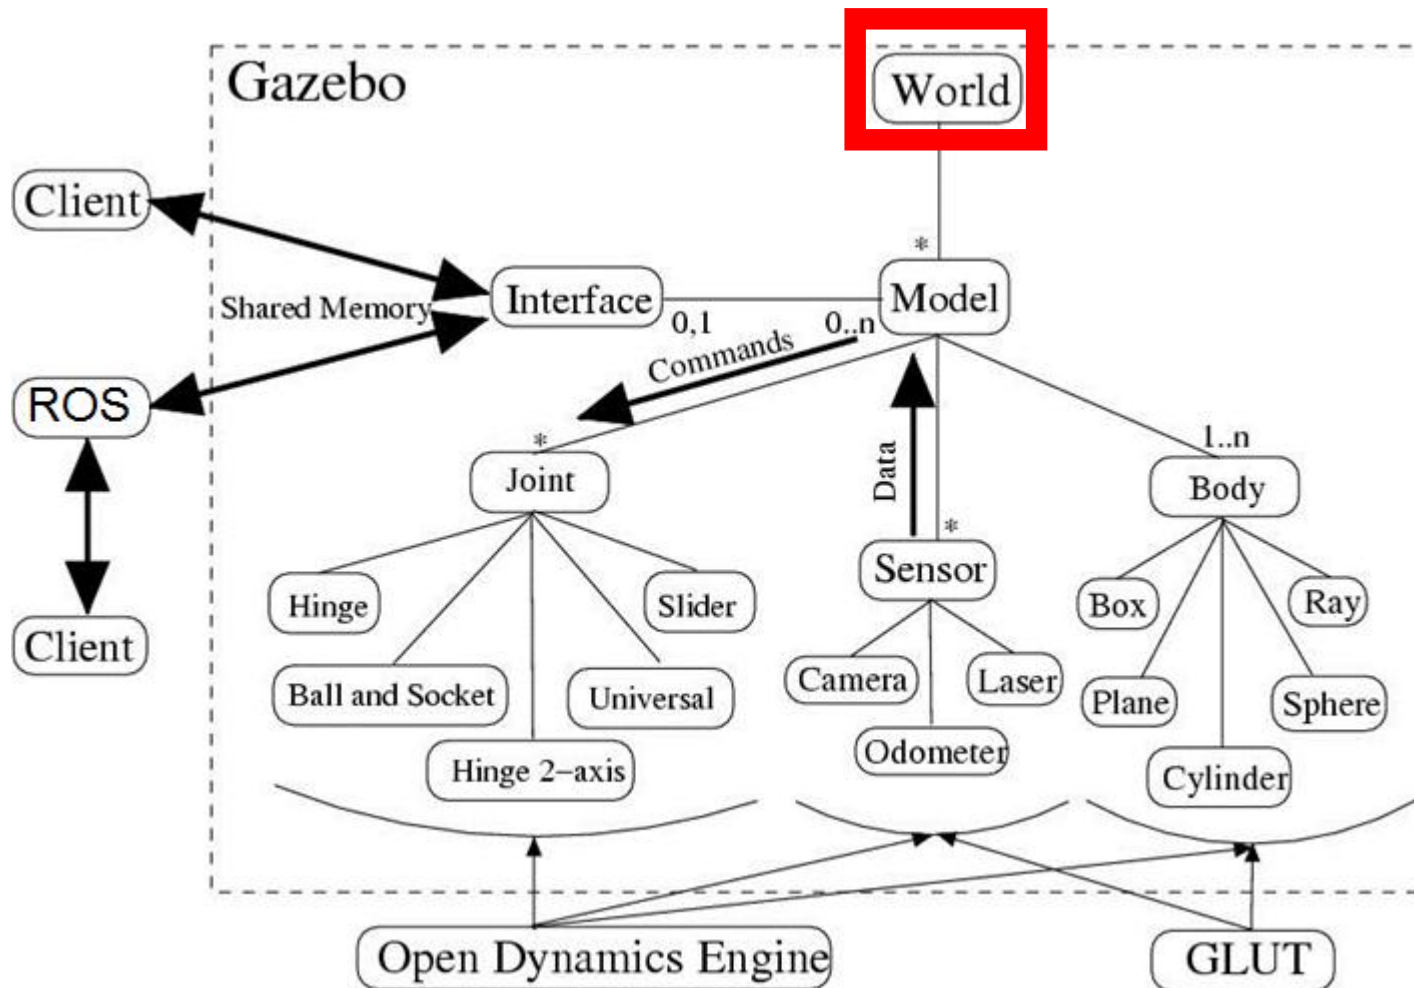 Gazebo
World
Client
*
Shared Memory
Interface
Model
0,1
0..n
Commands
ROS
*
1..n
Joint
Data
Body
*
Sensor
Hinge
Slider
Box
Ray
Client
Ball and Socket
Universal
Camera
Laser
Plane
Sphere
Odometer
Hinge 2-axis
Cylinder
Open Dynamics Engine
GLUT